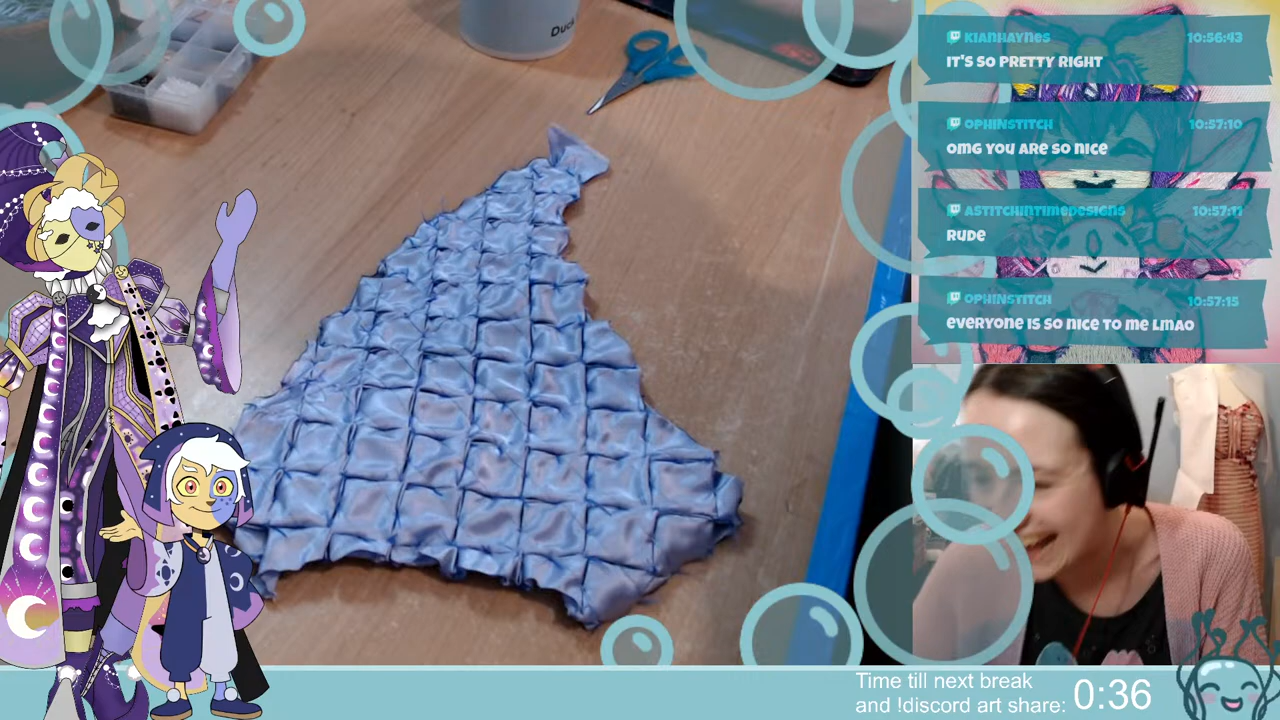 Duck
KIANHAYNES 10:56:43
IT'S SO PRETTY RIGHT
OPHINSTITCH 10:57:10
OMG YOU ARE SO NICE
ASTITCHINTIMEDESIGNS 10:57:11
RUDE
OPHINSTITCH 10:57:15
EVERYONE IS SO NICE TO ME LMAO
Time till next break
and !discord art share: 0:36